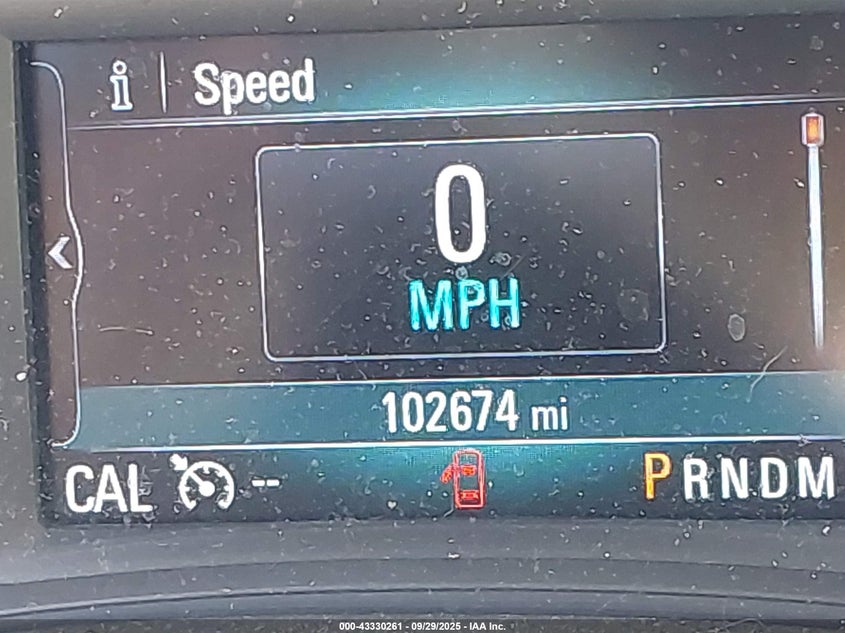 i | Speed
0
MPH
102674 mi
CAL -- PRNDM
000-43330261 - 09/29/2025 - IAA Inc.